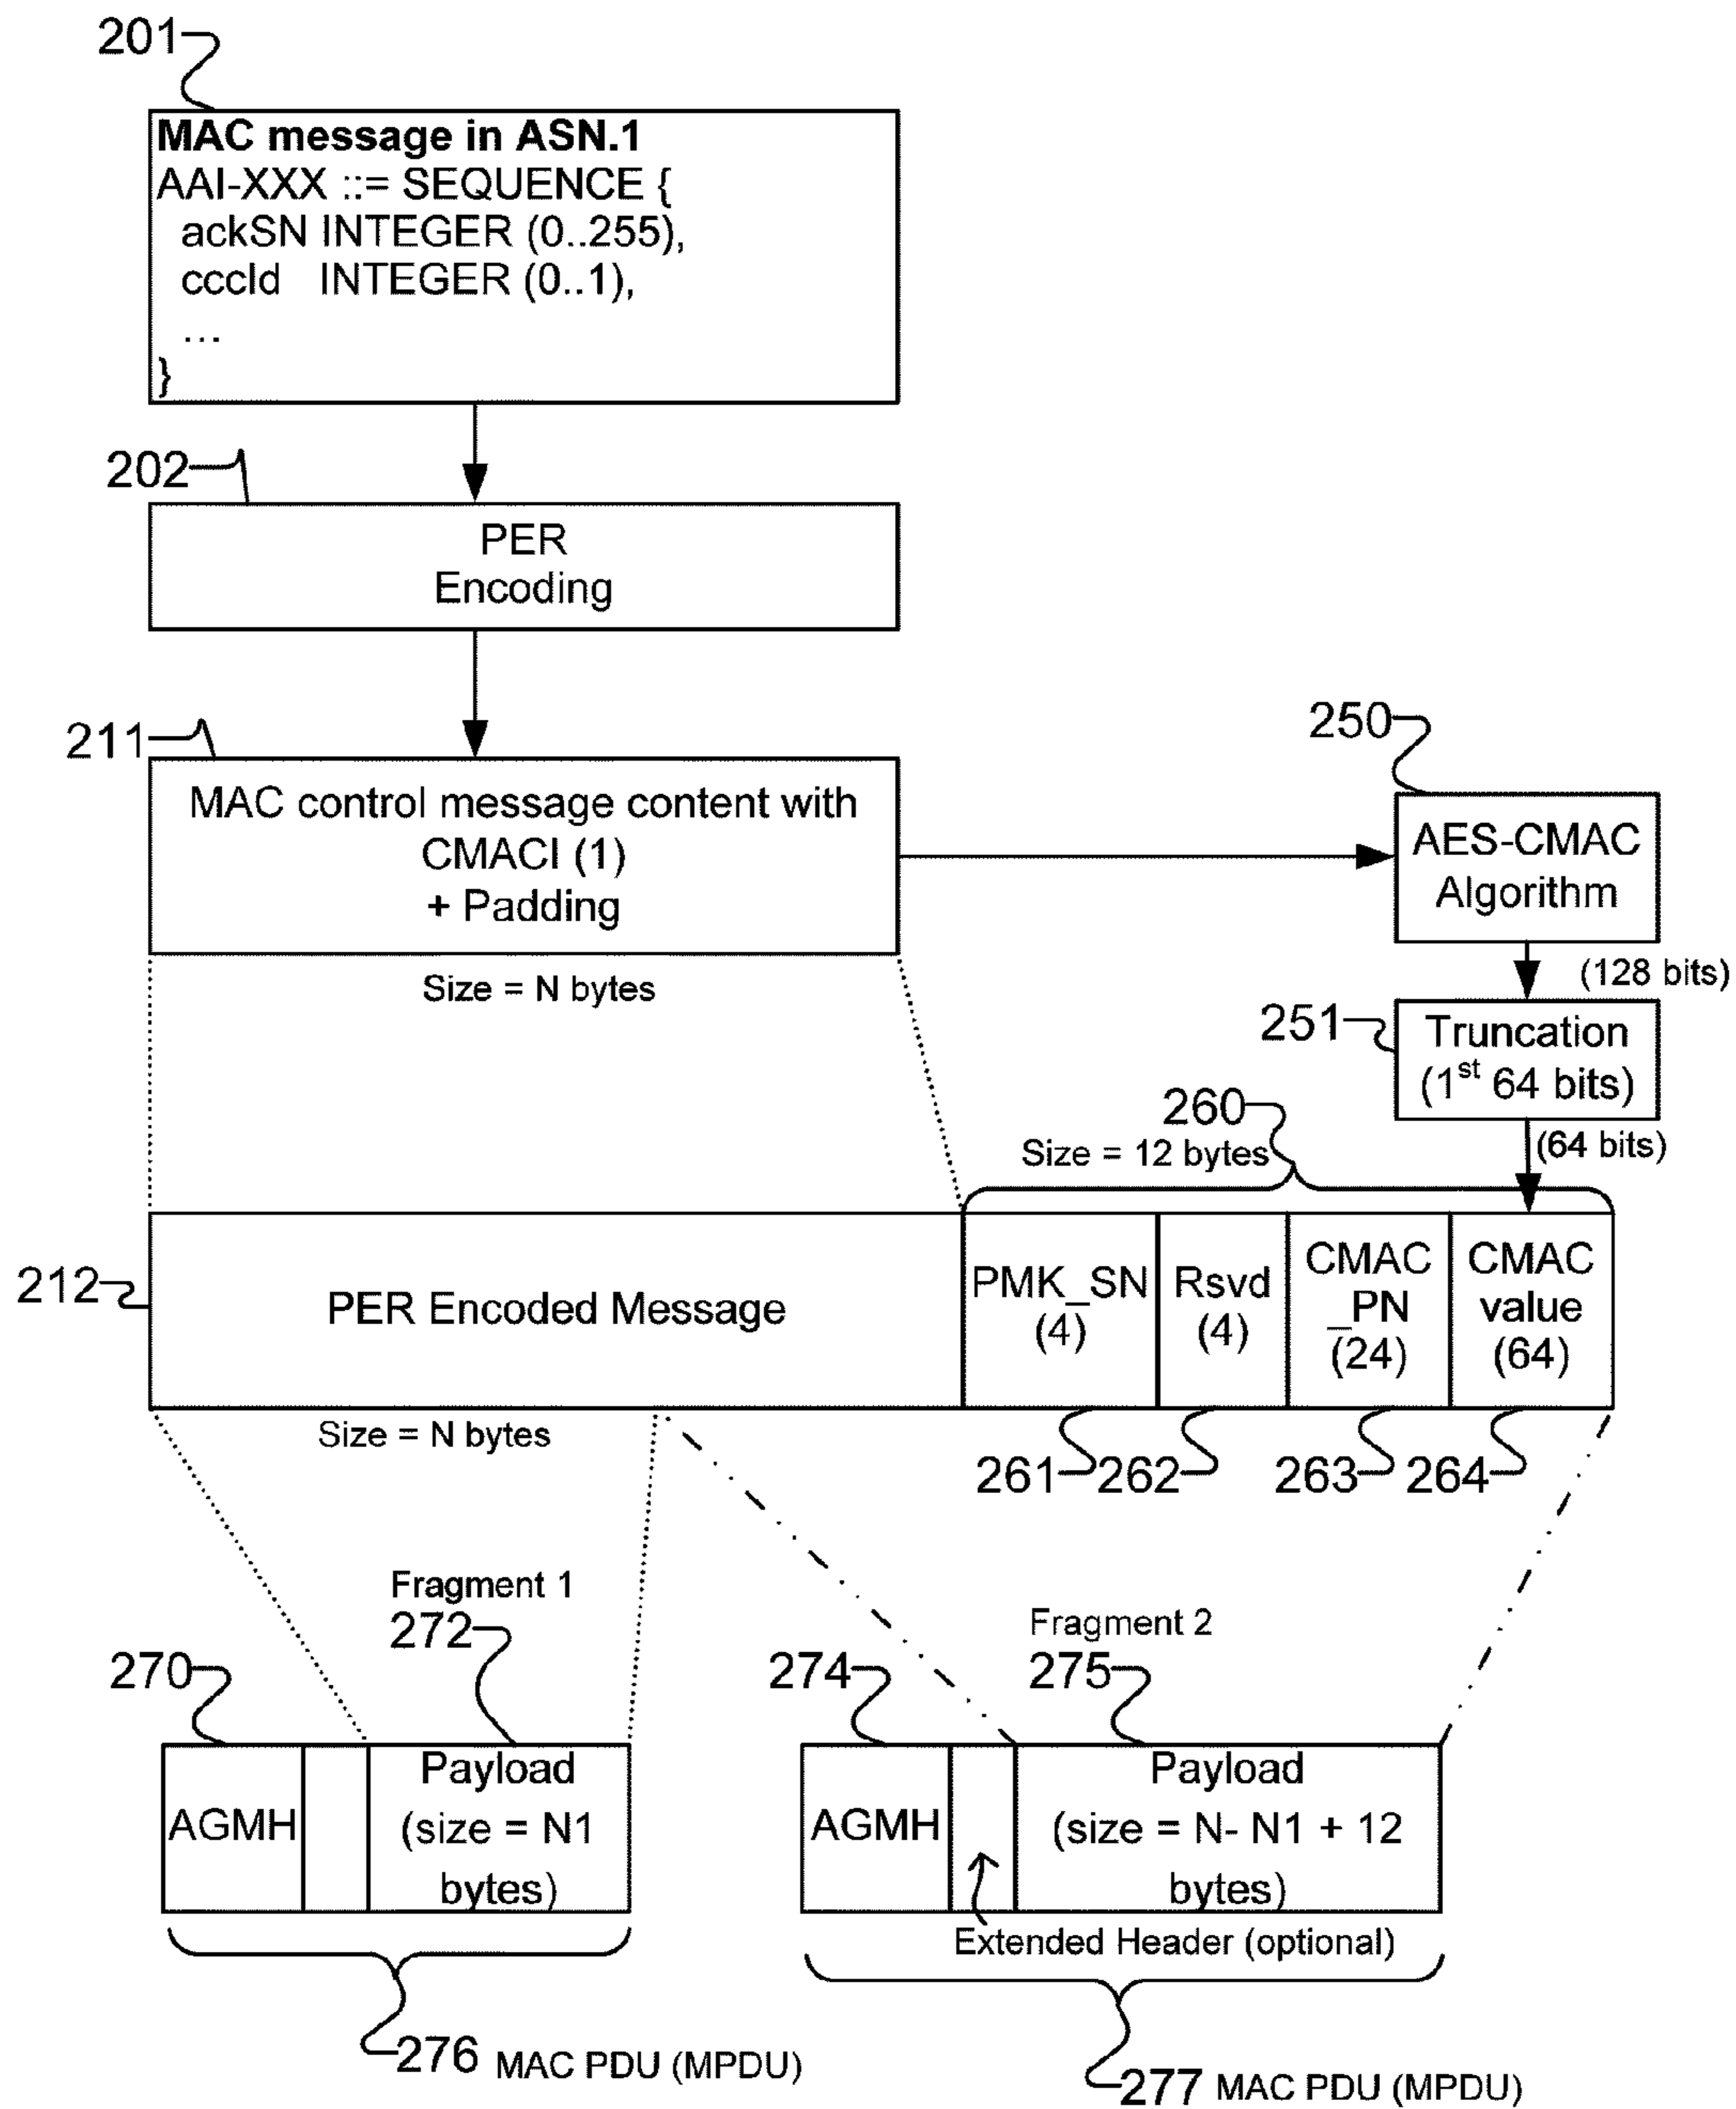 201
MAC message in ASN.1
AAI-XXX ::= SEQUENCE {
ackSN INTEGER (0..255),
cccId INTEGER (0..1),
...
}
202
PER
Encoding
211
MAC control message content with
CMACI (1)
+ Padding
Size = N bytes
250
AES-CMAC
Algorithm
(128 bits)
251
Truncation
(1st 64 bits)
(64 bits)
260
Size = 12 bytes
212
PER Encoded Message
PMK_SN
(4)
Rsvd
(4)
CMAC
_PN
(24)
CMAC
value
(64)
Size = N bytes
261
262
263
264
Fragment 1
272
270
AGMH
Payload
(size = N1
bytes)
276 MAC PDU (MPDU)
Fragment 2
275
274
AGMH
Payload
(size = N- N1 + 12
bytes)
Extended Header (optional)
277 MAC PDU (MPDU)